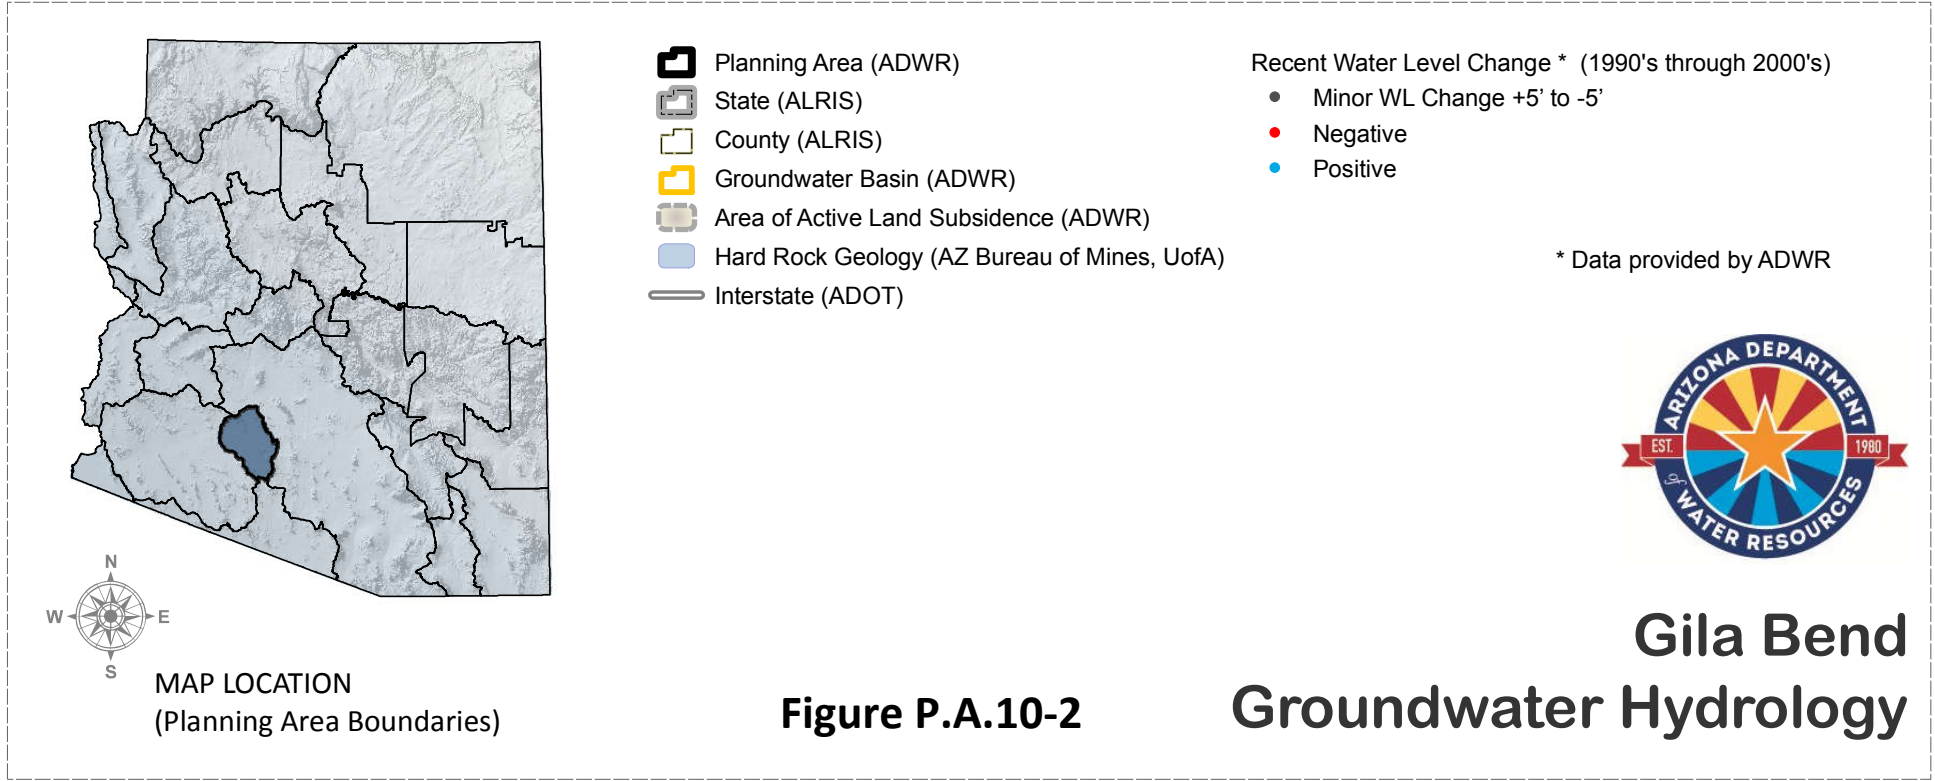 Planning Area (ADWR)
State (ALRIS)
County (ALRIS)
Groundwater Basin (ADWR)
Area of Active Land Subsidence (ADWR)
Hard Rock Geology (AZ Bureau of Mines, UofA)
Interstate (ADOT)
Recent Water Level Change * (1990's through 2000's)
Minor WL Change +5’ to -5’
Negative
Positive
* Data provided by ADWR
ARIZONA DEPARTMENT
EST. 1980
of WATER RESOURCES
N
W E
S
MAP LOCATION
(Planning Area Boundaries)
Figure P.A.10-2
Gila Bend
Groundwater Hydrology